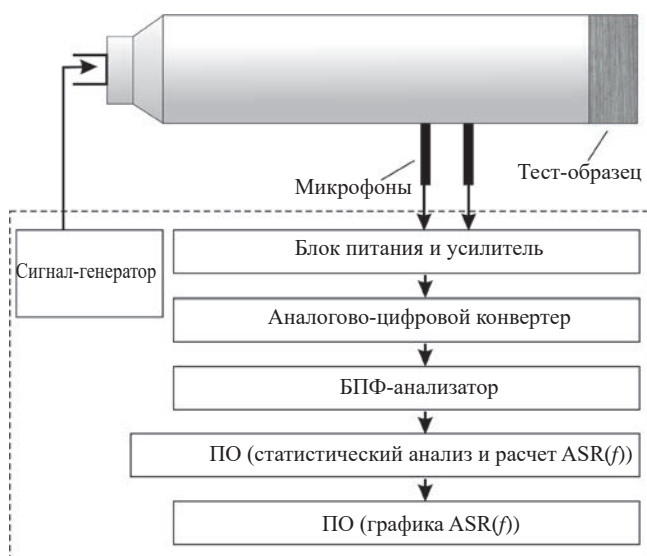 Микрофоны
Тест-образец
Сигнал-генератор
Блок питания и усилитель
Аналогово-цифровой конвертер
БПФ-анализатор
ПО (статистический анализ и расчет ASR(f))
ПО (графика ASR(f))